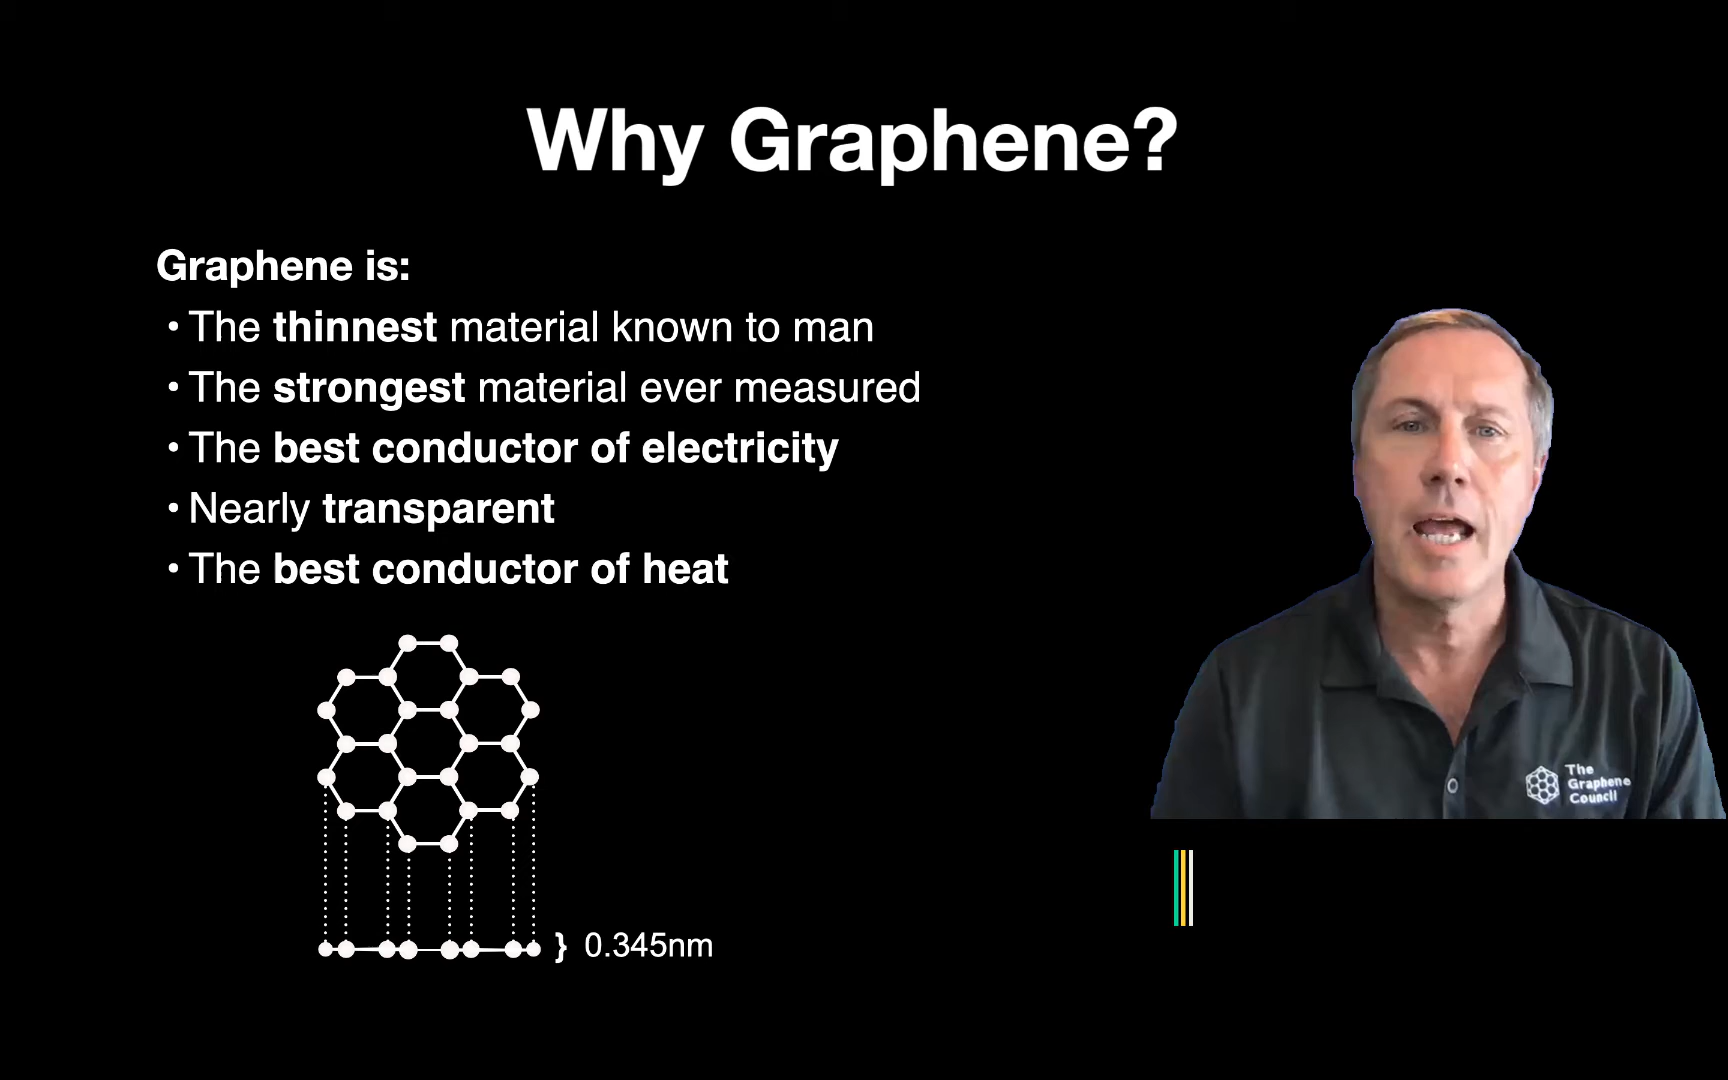 Why Graphene?
Graphene is:
• The thinnest material known to man
• The strongest material ever measured
• The best conductor of electricity
• Nearly transparent
• The best conductor of heat
} 0.345nm
The
Graphene
Council